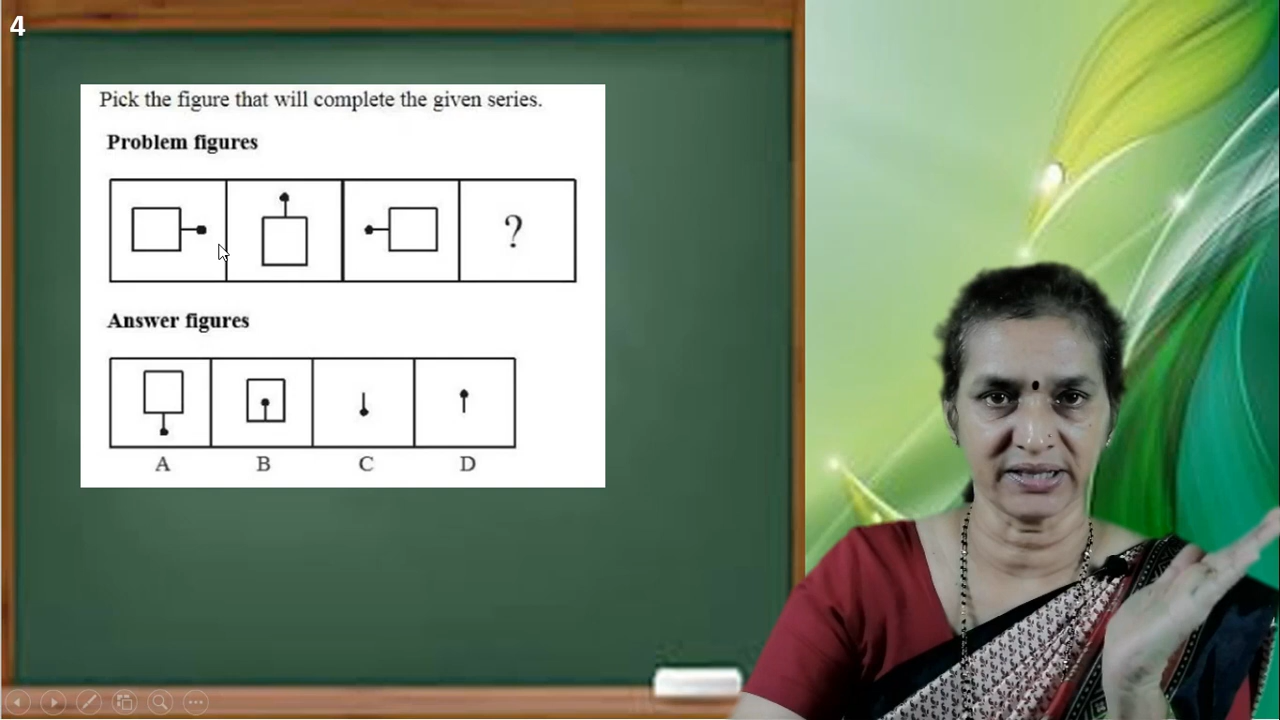 4
Pick the figure that will complete the given series.
Problem figures
?
Answer figures
A B C D